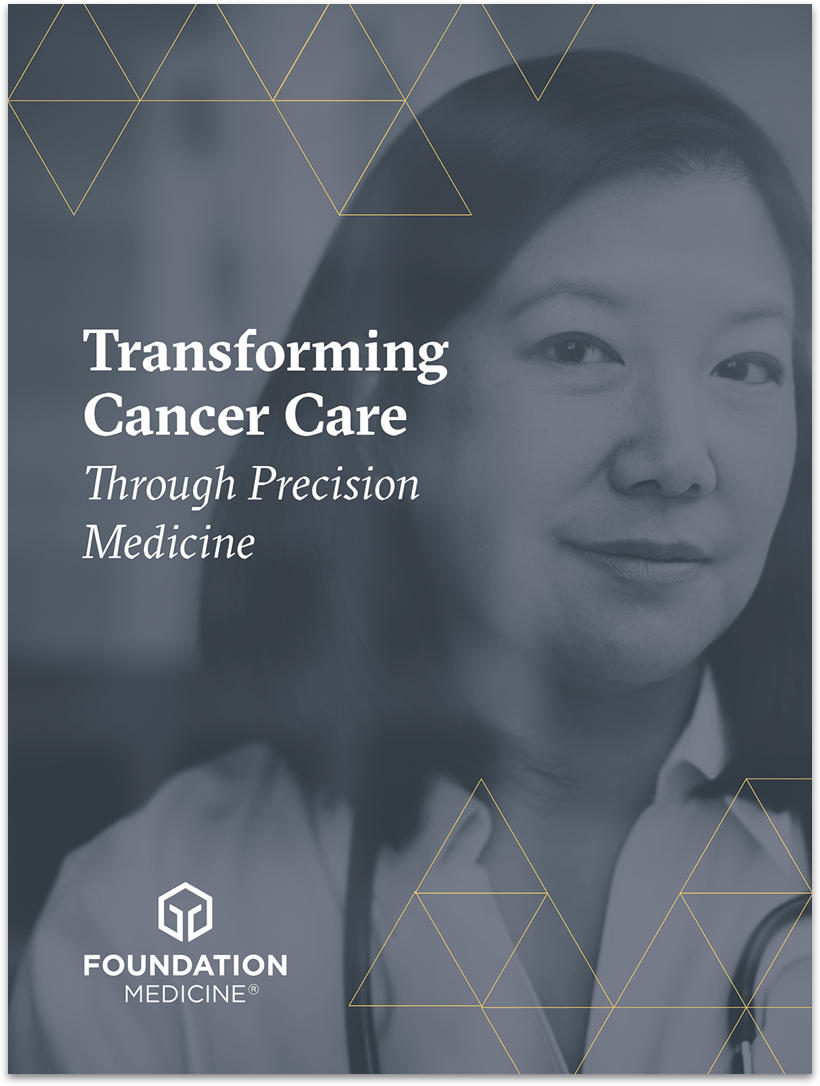 Transforming
Cancer Care
Through Precision
Medicine
FOUNDATION
MEDICINE®